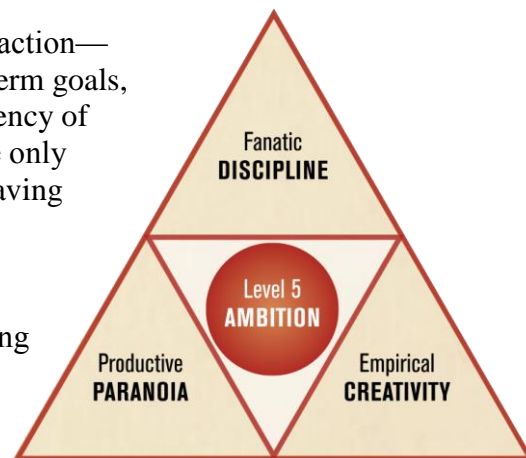 action—
erm goals,
ency of
only
aving
ng
Fanatic
DISCIPLINE
Level 5
AMBITION
Productive
PARANOIA
Empirical
CREATIVITY